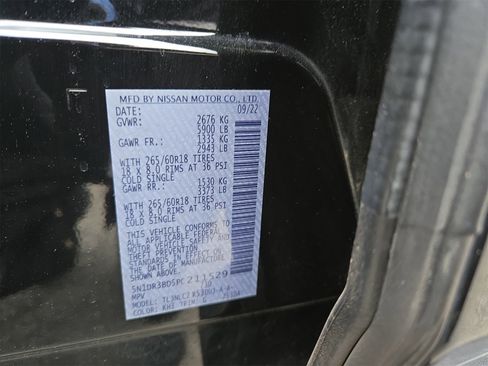 MFD BY NISSAN MOTOR CO., LTD.
DATE: 09/22
GVWR: 2676 KG
5900 LB
GAWR FR.: 1335 KG
2943 LB
WITH 265/60R18 TIRES
18 X 8.0 RIMS AT 36 PSI
COLD SINGLE
GAWR RR.: 1530 KG
3373 LB
WITH 265/60R18 TIRES
18 X 8.0 RIMS AT 36 PSI
COLD SINGLE
THIS VEHICLE CONFORMS TO
ALL APPLICABLE FEDERAL
MOTOR VEHICLE SAFETY AND
THEFT PREVENTION
STANDARDS IN EFFECT ON
THE DATE OF MANUFACTURE
SHOWN ABOVE.
5N1DR3BD5PC211529
MPV
MODEL:
COLOR: KH3 TRIM: G